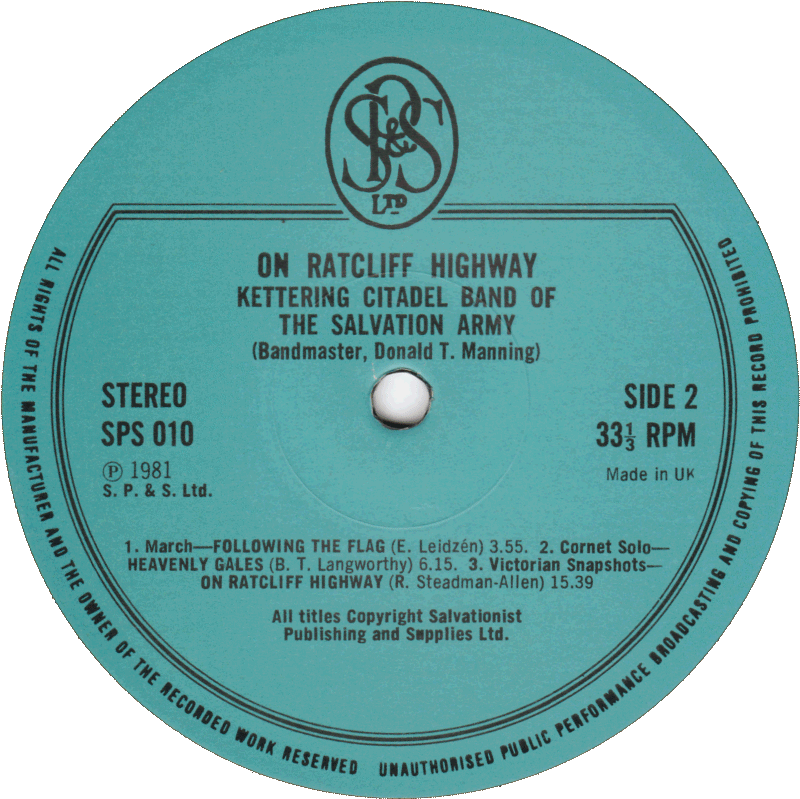 SP&S
LTD
ON RATCLIFF HIGHWAY
KETTERING CITADEL BAND OF
THE SALVATION ARMY
(Bandmaster, Donald T. Manning)
STEREO
SPS 010
Ⓟ 1981
S. P. & S. Ltd.
SIDE 2
33⅓ RPM
Made in UK
1. March—FOLLOWING THE FLAG (E. Leidzén) 3.55. 2. Cornet Solo—
HEAVENLY GALES (B. T. Langworthy) 6.15. 3. Victorian Snapshots—
ON RATCLIFF HIGHWAY (R. Steadman-Allen) 15.39
All titles Copyright Salvationist
Publishing and Supplies Ltd.
ALL RIGHTS OF THE MANUFACTURER AND THE OWNER OF THE RECORDED WORK RESERVED
UNAUTHORISED PUBLIC PERFORMANCE BROADCASTING AND COPYING OF THIS RECORD PROHIBITED